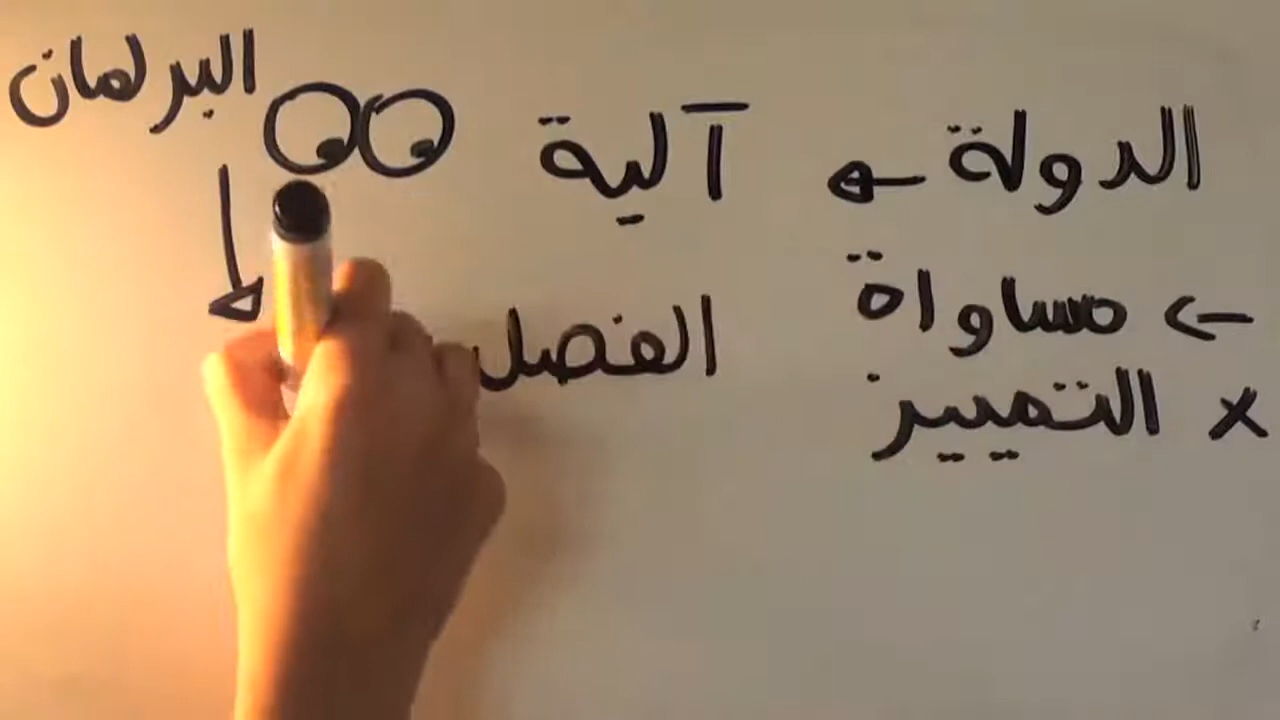 الدولة
آلية
البرلمان
مساواة
الفصل
التمييز